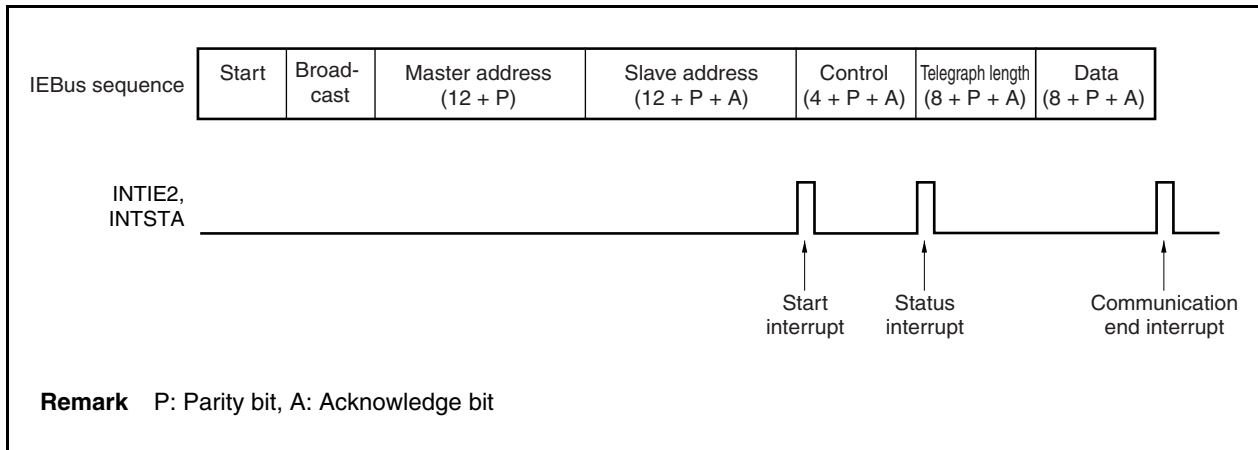 IEBus sequence
Start
Broad-
cast
Master address
(12 + P)
Slave address
(12 + P + A)
Control
(4 + P + A)
Telegraph length
(8 + P + A)
Data
(8 + P + A)
INTIE2,
INTSTA
Start
interrupt
Status
interrupt
Communication
end interrupt
Remark P: Parity bit, A: Acknowledge bit